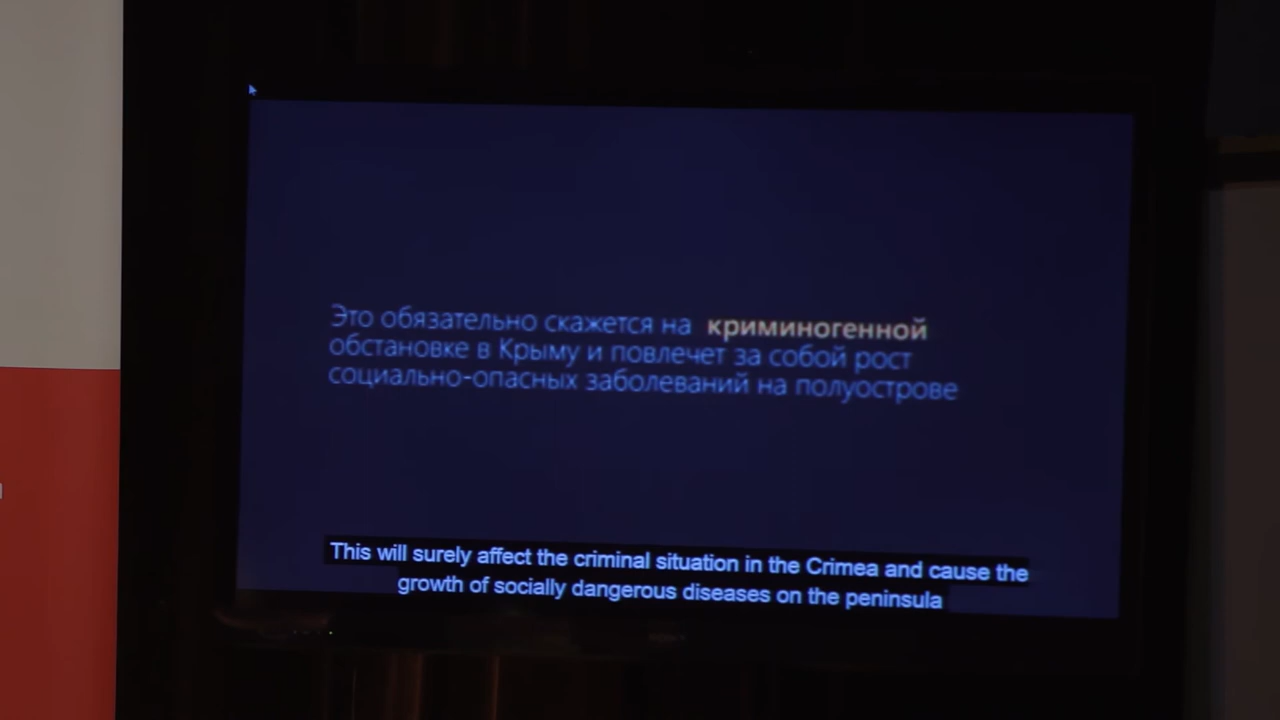 Это обязательно скажется на криминогенной
обстановке в Крыму и повлечет за собой рост
социально-опасных заболеваний на полуострове
This will surely affect the criminal situation in the Crimea and cause the
growth of socially dangerous diseases on the peninsula